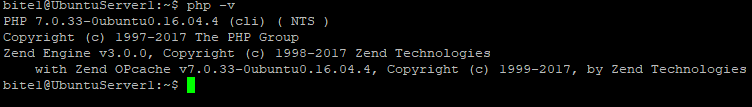 bite1@UbuntuServer1:~$ php -v
PHP 7.0.33-0ubuntu0.16.04.4 (cli) ( NTS )
Copyright (c) 1997-2017 The PHP Group
Zend Engine v3.0.0, Copyright (c) 1998-2017 Zend Technologies
    with Zend OPcache v7.0.33-0ubuntu0.16.04.4, Copyright (c) 1999-2017, by Zend Technologies
bite1@UbuntuServer1:~$